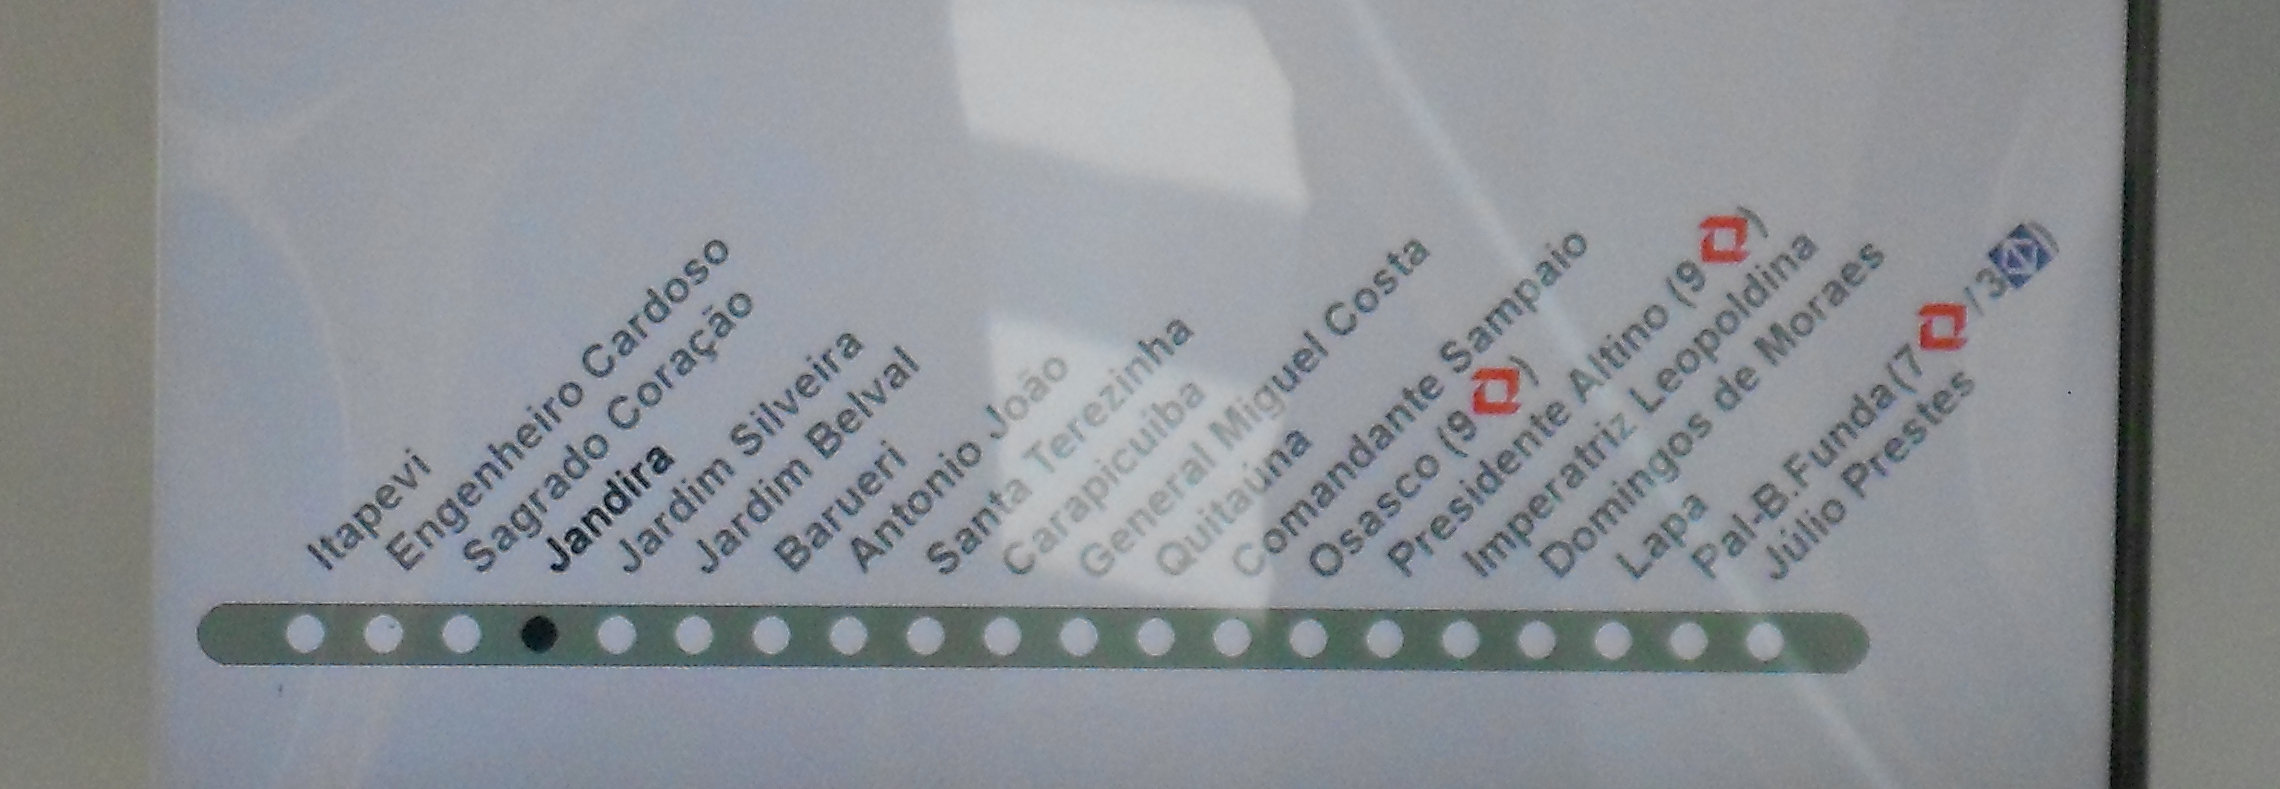 Itapevi
Engenheiro Cardoso
Sagrado Coração
Jandira
Jardim Silveira
Jardim Belval
Barueri
Antonio João
Santa Terezinha
Carapicuiba
General Miguel Costa
Quitaúna
Comandante Sampaio
Osasco (9)
Presidente Altino (9)
Imperatriz Leopoldina
Domingos de Moraes
Lapa
Pal-B.Funda(7 / 3)
Júlio Prestes